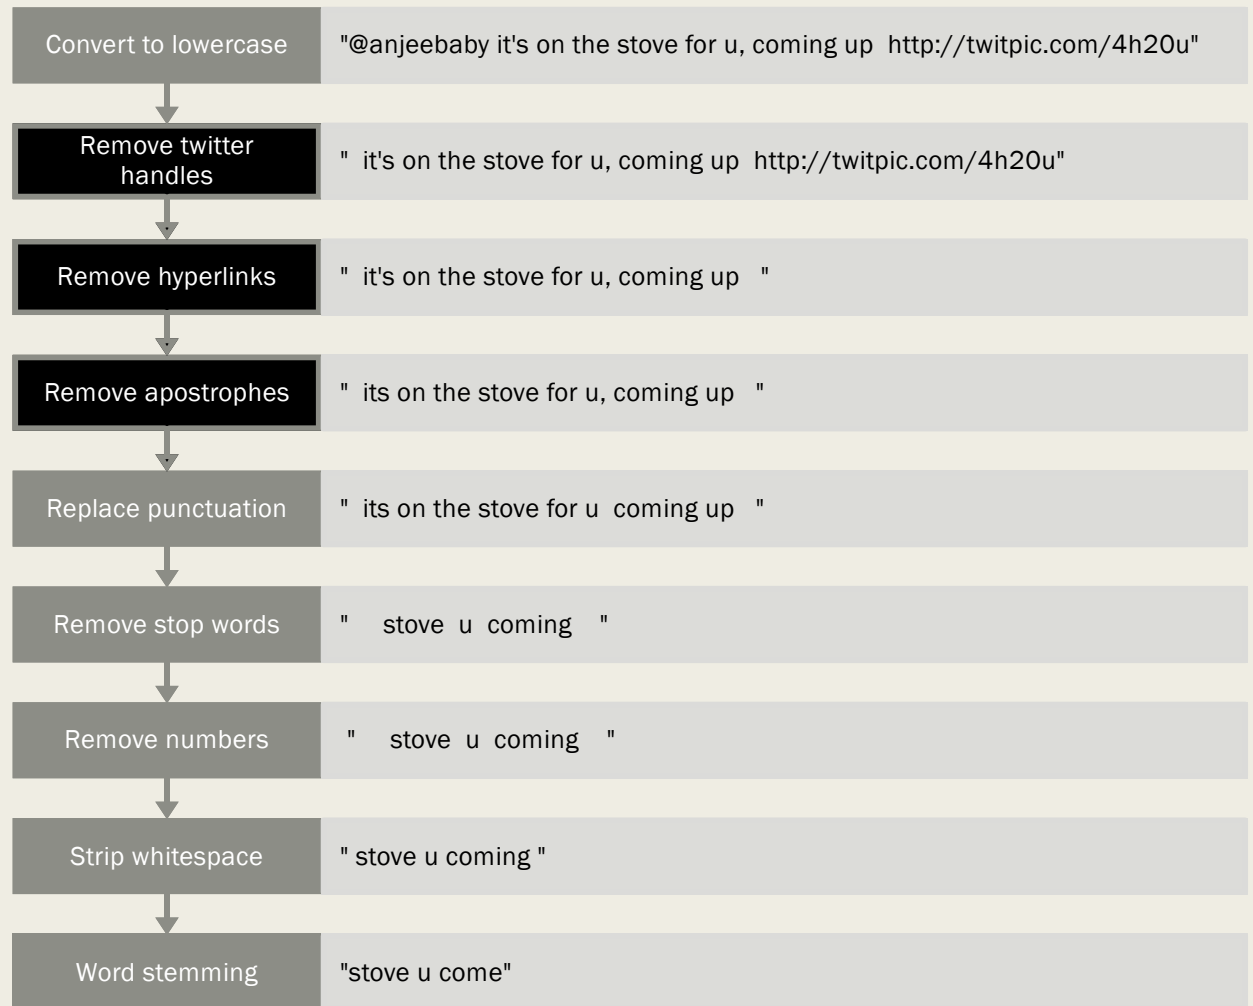 Convert to lowercase "@anjeebaby it's on the stove for u, coming up  http://twitpic.com/4h20u"
Remove twitter
handles
"  it's on the stove for u, coming up  http://twitpic.com/4h20u"
Remove hyperlinks "  it's on the stove for u, coming up   "
Remove apostrophes "  its on the stove for u, coming up   "
Replace punctuation "  its on the stove for u  coming up   "
Remove stop words "     stove  u  coming    "
Remove numbers "     stove  u  coming    "
Strip whitespace " stove u coming "
Word stemming "stove u come"